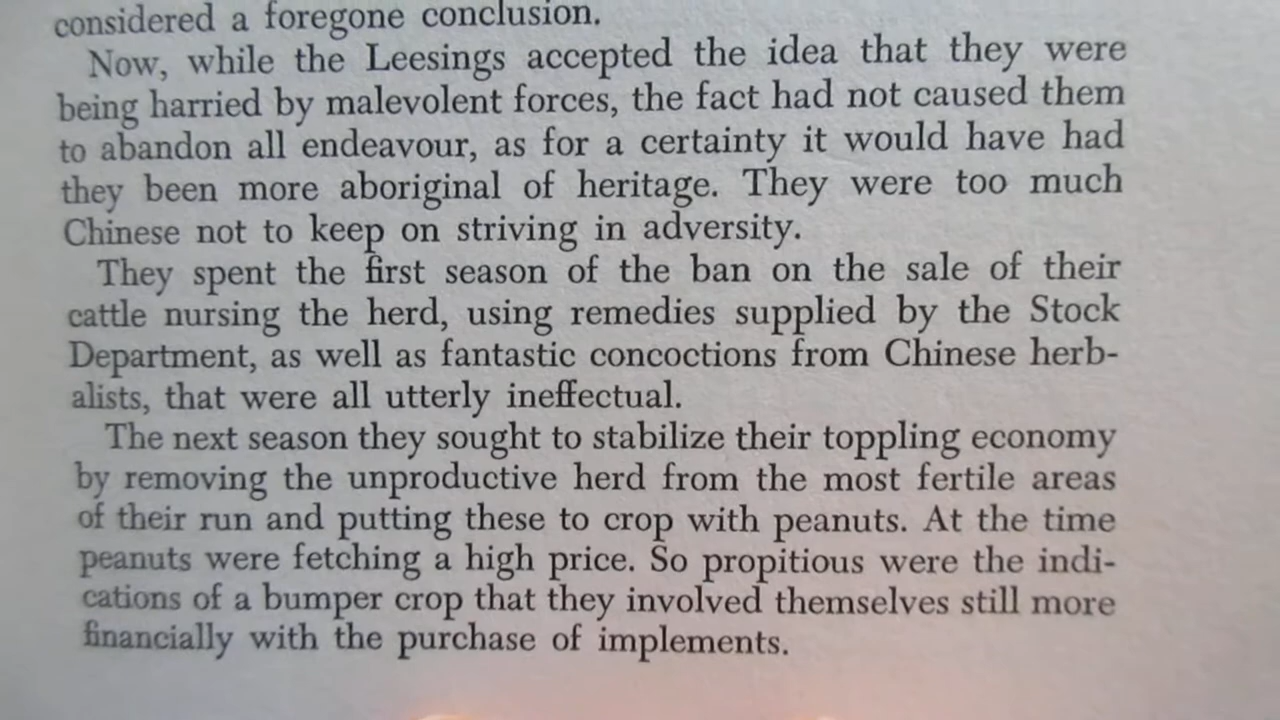 considered a foregone conclusion.
Now, while the Leesings accepted the idea that they were
being harried by malevolent forces, the fact had not caused them
to abandon all endeavour, as for a certainty it would have had
they been more aboriginal of heritage. They were too much
Chinese not to keep on striving in adversity.
They spent the first season of the ban on the sale of their
cattle nursing the herd, using remedies supplied by the Stock
Department, as well as fantastic concoctions from Chinese herb-
alists, that were all utterly ineffectual.
The next season they sought to stabilize their toppling economy
by removing the unproductive herd from the most fertile areas
of their run and putting these to crop with peanuts. At the time
peanuts were fetching a high price. So propitious were the indi-
cations of a bumper crop that they involved themselves still more
financially with the purchase of implements.